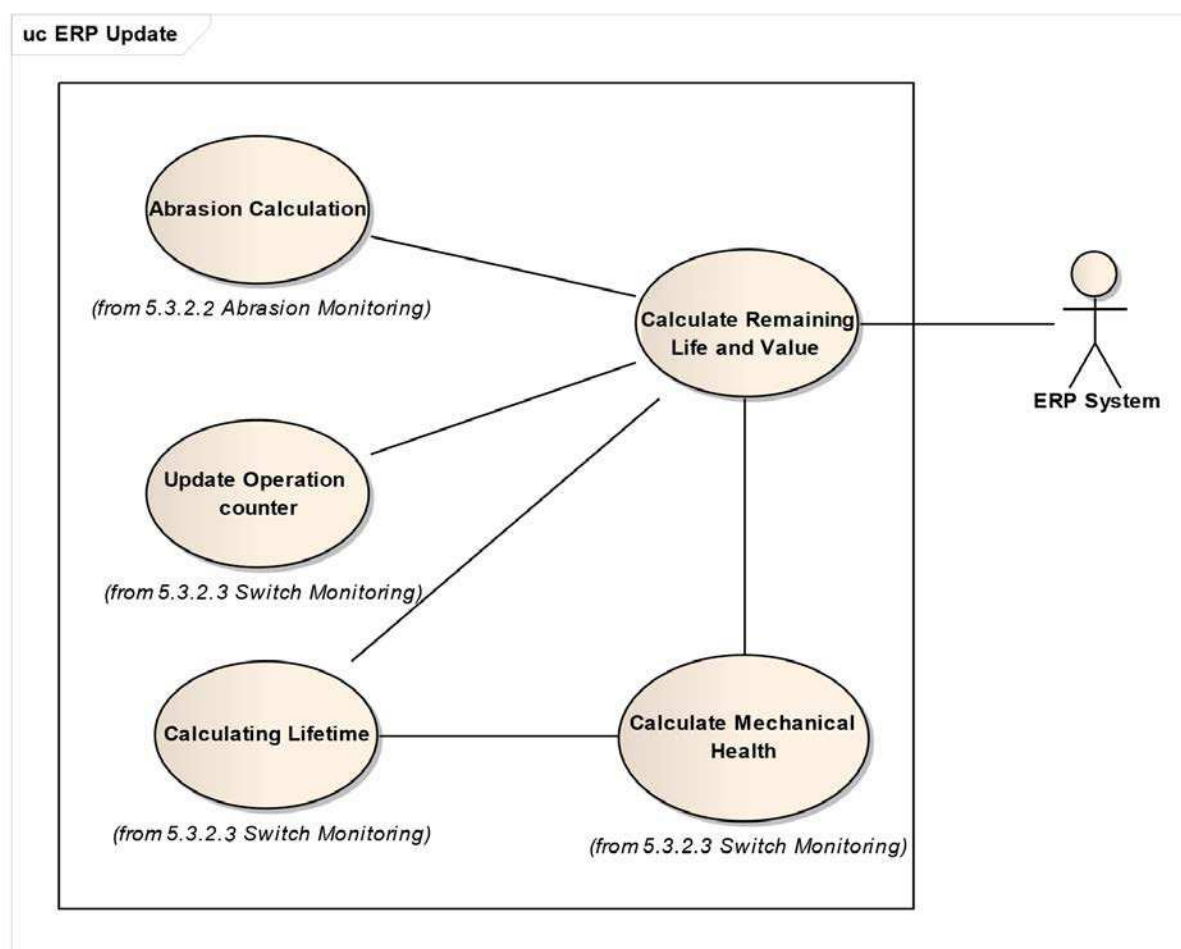 uc ERP Update
Abrasion Calculation
(from 5.3.2.2 Abrasion Monitoring)
Calculate Remaining
Life and Value
ERP System
Update Operation
counter
(from 5.3.2.3 Switch Monitoring)
Calculating Lifetime
(from 5.3.2.3 Switch Monitoring)
Calculate Mechanical
Health
(from 5.3.2.3 Switch Monitoring)